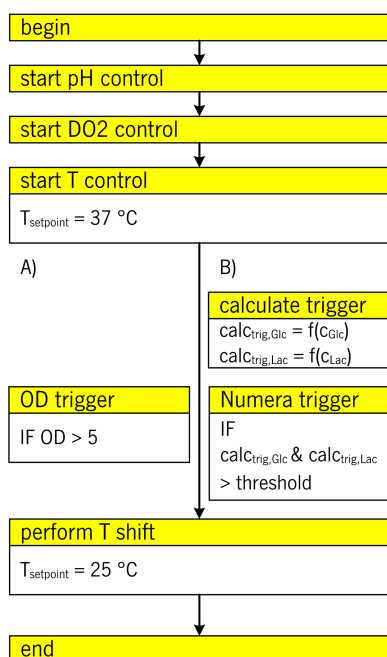 begin
start pH control
start DO2 control
start T control
Tsetpoint = 37 °C
A)
B)
calculate trigger
calctrig,Glc = f(cGlc)
calctrig,Lac = f(cLac)
OD trigger
IF OD > 5
Numera trigger
IF
calctrig,Glc & calctrig,Lac
> threshold
perform T shift
Tsetpoint = 25 °C
end